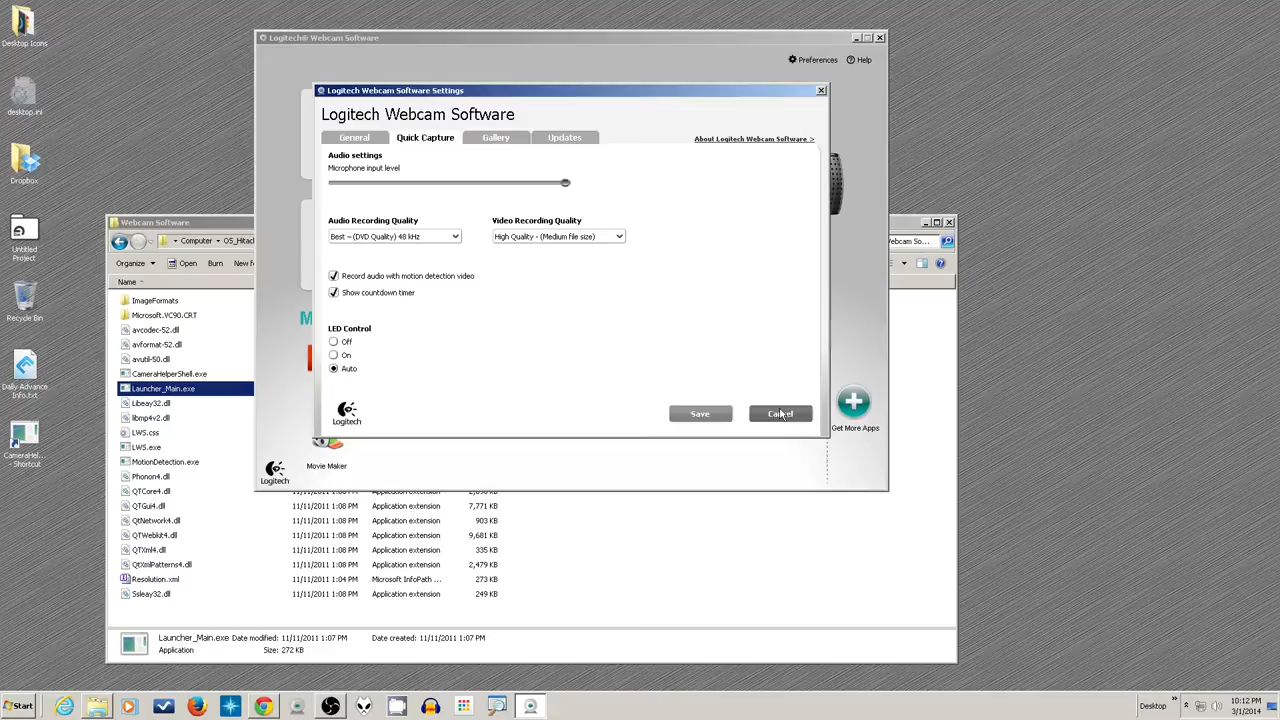 Desktop Icons
desktop.ini
Dropbox
Untitled
Project
Recycle Bin
Daily Advance
Info.txt
CameraHel...
- Shortcut
Logitech® Webcam Software
Preferences
Help
Logitech Webcam Software Settings
Logitech Webcam Software
General
Quick Capture
Gallery
Updates
About Logitech Webcam Software >
Audio settings
Microphone input level
Audio Recording Quality
Video Recording Quality
Best – (DVD Quality) 48 kHz
High Quality - (Medium file size)
Record audio with motion detection video
Show countdown timer
LED Control
Off
On
Auto
Logitech
Save
Cancel
Get More Apps
Movie Maker
Logitech
Webcam Software
Computer
OS_Hitach
Webcam So...
Organize
Open
Burn
New f
Name
ImageFormats
Microsoft.VC90.CRT
avcodec-52.dll
avformat-52.dll
avutil-50.dll
CameraHelperShell.exe
Launcher_Main.exe
Libeay32.dll
libmp4v2.dll
LWS.css
LWS.exe
MotionDetection.exe
Phonon4.dll
QTCore4.dll
QTGui4.dll 11/11/2011 1:08 PM Application extension 7,771 KB
QtNetwork4.dll 11/11/2011 1:08 PM Application extension 903 KB
QTWebkit4.dll 11/11/2011 1:08 PM Application extension 9,681 KB
QTXml4.dll 11/11/2011 1:08 PM Application extension 335 KB
QtXmlPatterns4.dll 11/11/2011 1:08 PM Application extension 2,479 KB
Resolution.xml 11/11/2011 1:04 PM Microsoft InfoPath ... 273 KB
Ssleay32.dll 11/11/2011 1:08 PM Application extension 249 KB
Launcher_Main.exe Date modified: 11/11/2011 1:07 PM Date created: 11/11/2011 1:07 PM
Application Size: 272 KB
Start
Desktop
10:12 PM
3/1/2014